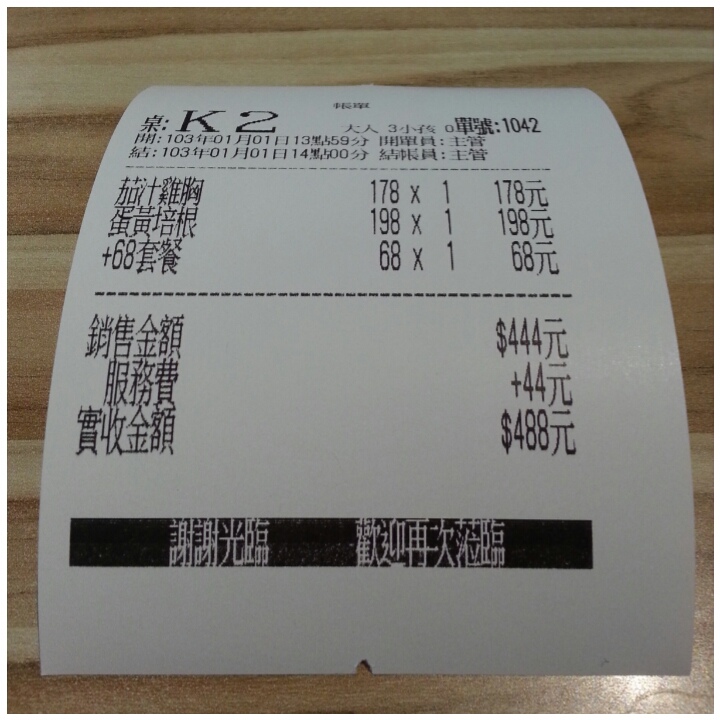 帳單
桌:K2 大人 3小孩 0單號:1042
開:103年01月01日13點59分 開單員:主管
結:103年01月01日14點00分 結帳員:主管
茄汁雞胸 178 x 1 178元
蛋黃培根 198 x 1 198元
+68套餐 68 x 1 68元
銷售金額 $444元
服務費 +44元
實收金額 $488元
謝謝光臨 歡迎再次蒞臨